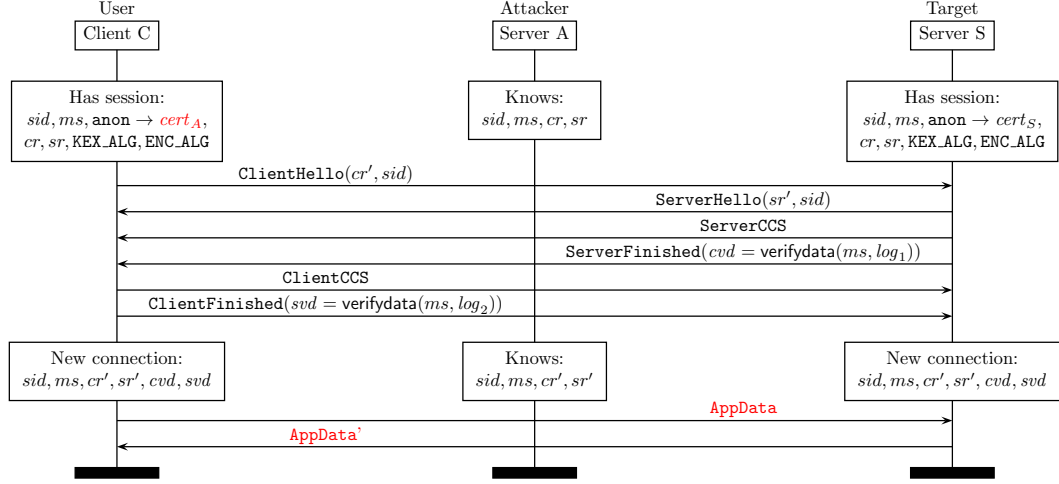 User
Attacker
Target
Client C
Server A
Server S
Has session:
sid, ms, anon → cert_A,
cr, sr, KEX_ALG, ENC_ALG
Knows:
sid, ms, cr, sr
Has session:
sid, ms, anon → cert_S,
cr, sr, KEX_ALG, ENC_ALG
ClientHello(cr′, sid)
ServerHello(sr′, sid)
ServerCCS
ServerFinished(cvd = verifydata(ms, log₁))
ClientCCS
ClientFinished(svd = verifydata(ms, log₂))
New connection:
sid, ms, cr′, sr′, cvd, svd
Knows:
sid, ms, cr′, sr′
New connection:
sid, ms, cr′, sr′, cvd, svd
AppData
AppData'